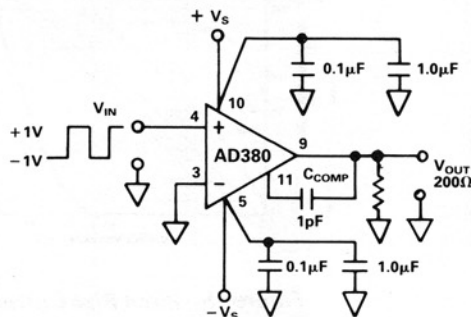 + VS
10
0.1μF
1.0μF
VIN
+1V
−1V
4
+
AD380
9
3
−
11
CCOMP
1pF
VOUT
200Ω
5
0.1μF
1.0μF
−VS